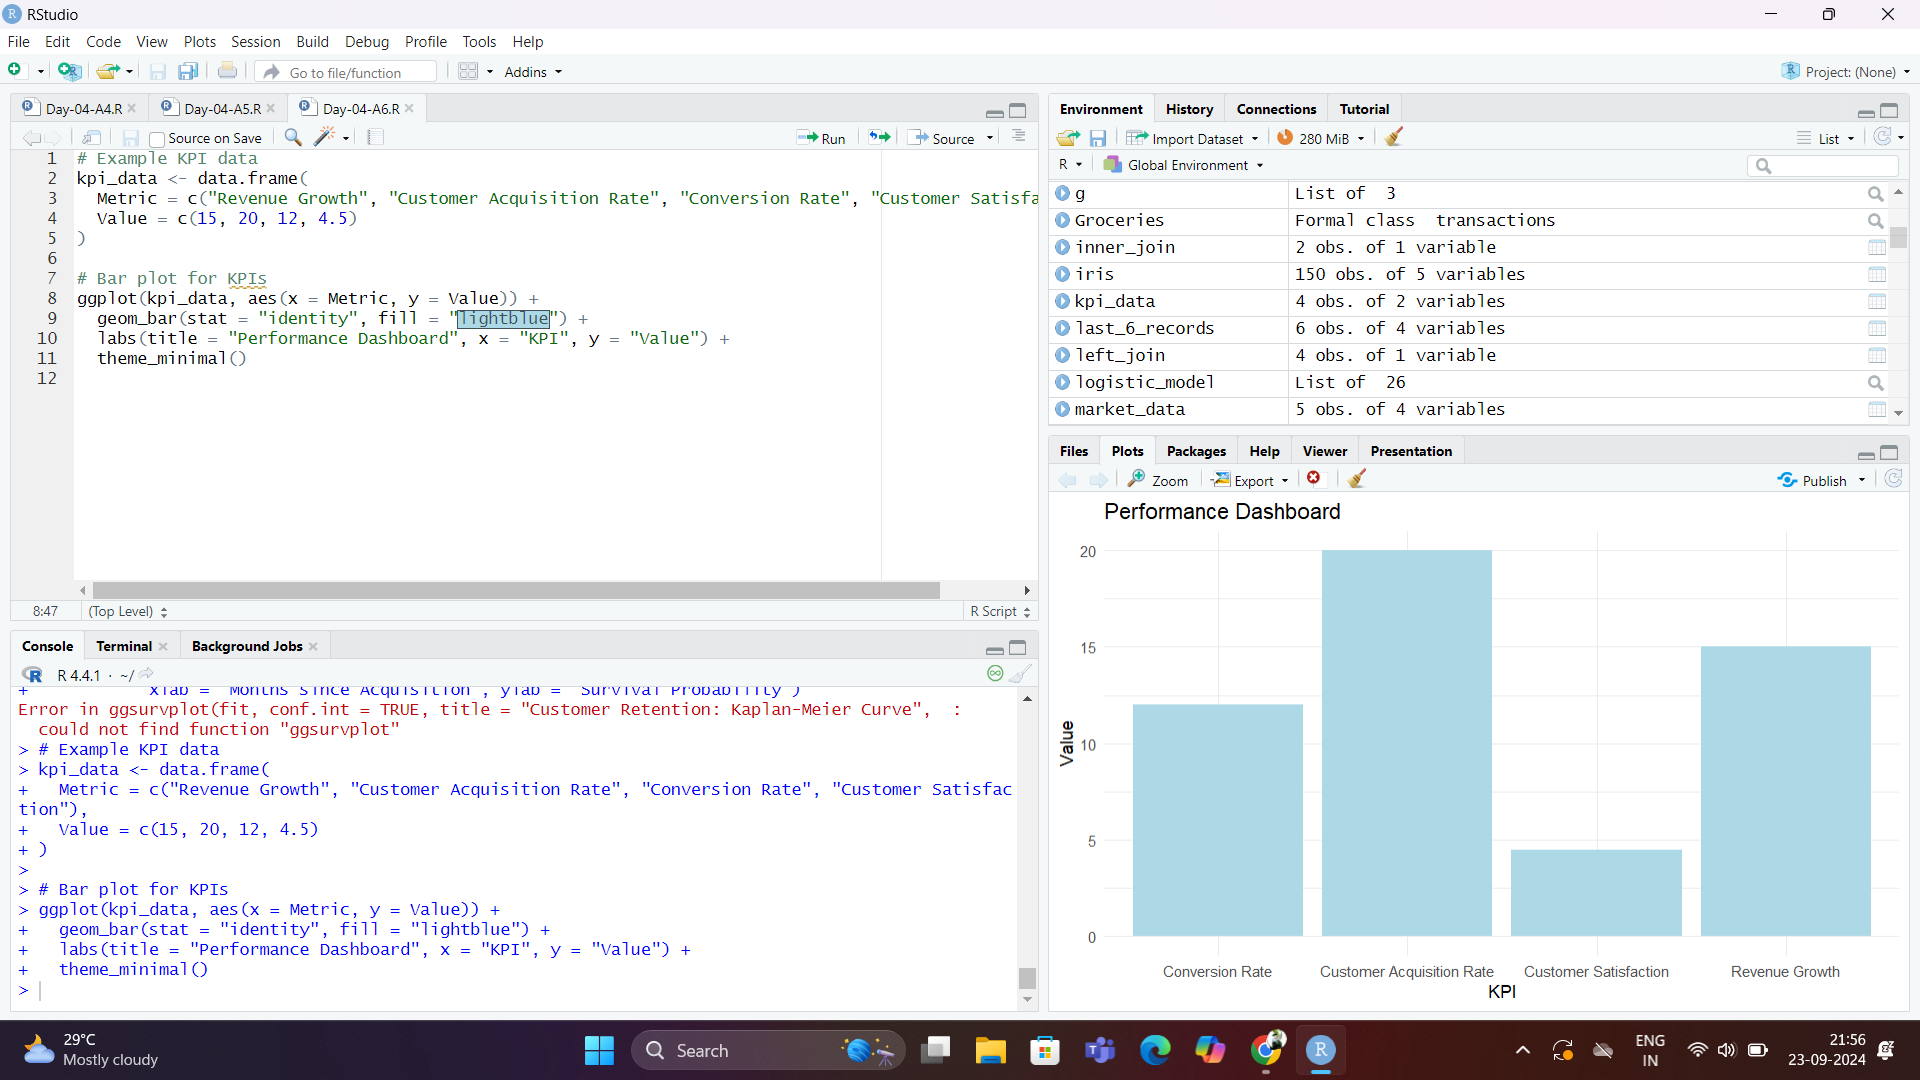 RStudio
File Edit Code View Plots Session Build Debug Profile Tools Help
Go to file/function Addins Project: (None)
Day-04-A4.R Day-04-A5.R Day-04-A6.R
Source on Save Run Source
1 # Example KPI data
2 kpi_data <- data.frame(
3 Metric = c("Revenue Growth", "Customer Acquisition Rate", "Conversion Rate", "Customer Satisfa
4 Value = c(15, 20, 12, 4.5)
5 )
6
7 # Bar plot for KPIs
8 ggplot(kpi_data, aes(x = Metric, y = Value)) +
9 geom_bar(stat = "identity", fill = "lightblue") +
10 labs(title = "Performance Dashboard", x = "KPI", y = "Value") +
11 theme_minimal()
12
8:47 (Top Level) R Script
Console Terminal Background Jobs
R 4.4.1 · ~/
+ xlab = "Months Since Acquisition", ylab = "Survival Probability")
Error in ggsurvplot(fit, conf.int = TRUE, title = "Customer Retention: Kaplan-Meier Curve", :
could not find function "ggsurvplot"
> # Example KPI data
> kpi_data <- data.frame(
+ Metric = c("Revenue Growth", "Customer Acquisition Rate", "Conversion Rate", "Customer Satisfac
tion"),
+ Value = c(15, 20, 12, 4.5)
+ )
>
> # Bar plot for KPIs
> ggplot(kpi_data, aes(x = Metric, y = Value)) +
+ geom_bar(stat = "identity", fill = "lightblue") +
+ labs(title = "Performance Dashboard", x = "KPI", y = "Value") +
+ theme_minimal()
>
Environment History Connections Tutorial
Import Dataset 280 MiB List
R Global Environment
g List of 3
Groceries Formal class transactions
inner_join 2 obs. of 1 variable
iris 150 obs. of 5 variables
kpi_data 4 obs. of 2 variables
last_6_records 6 obs. of 4 variables
left_join 4 obs. of 1 variable
logistic_model List of 26
market_data 5 obs. of 4 variables
Files Plots Packages Help Viewer Presentation
Zoom Export Publish
Performance Dashboard
20
15
10
5
0
Value
Conversion Rate Customer Acquisition Rate Customer Satisfaction Revenue Growth
KPI
29°C
Mostly cloudy
Search
ENG
IN
21:56
23-09-2024